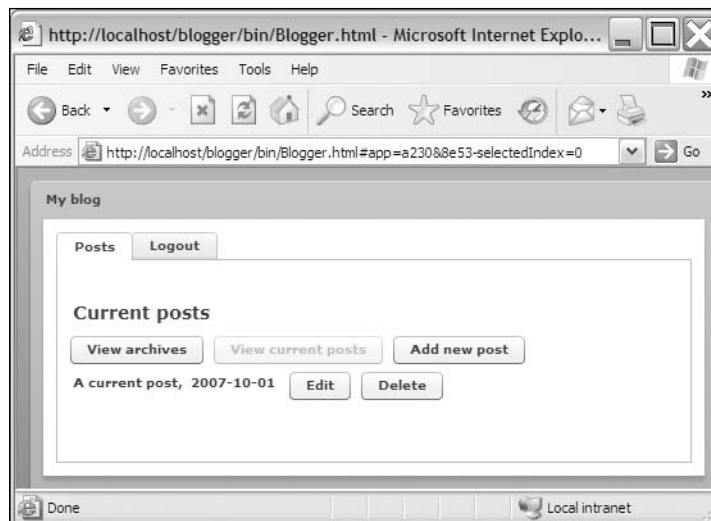 http://localhost/blogger/bin/Blogger.html - Microsoft Internet Explo...
File Edit View Favorites Tools Help
Back Search Favorites »
Address http://localhost/blogger/bin/Blogger.html#app=a230&8e53-selectedIndex=0 Go
My blog
Posts Logout
Current posts
View archives View current posts Add new post
A current post, 2007-10-01 Edit Delete
Done Local intranet